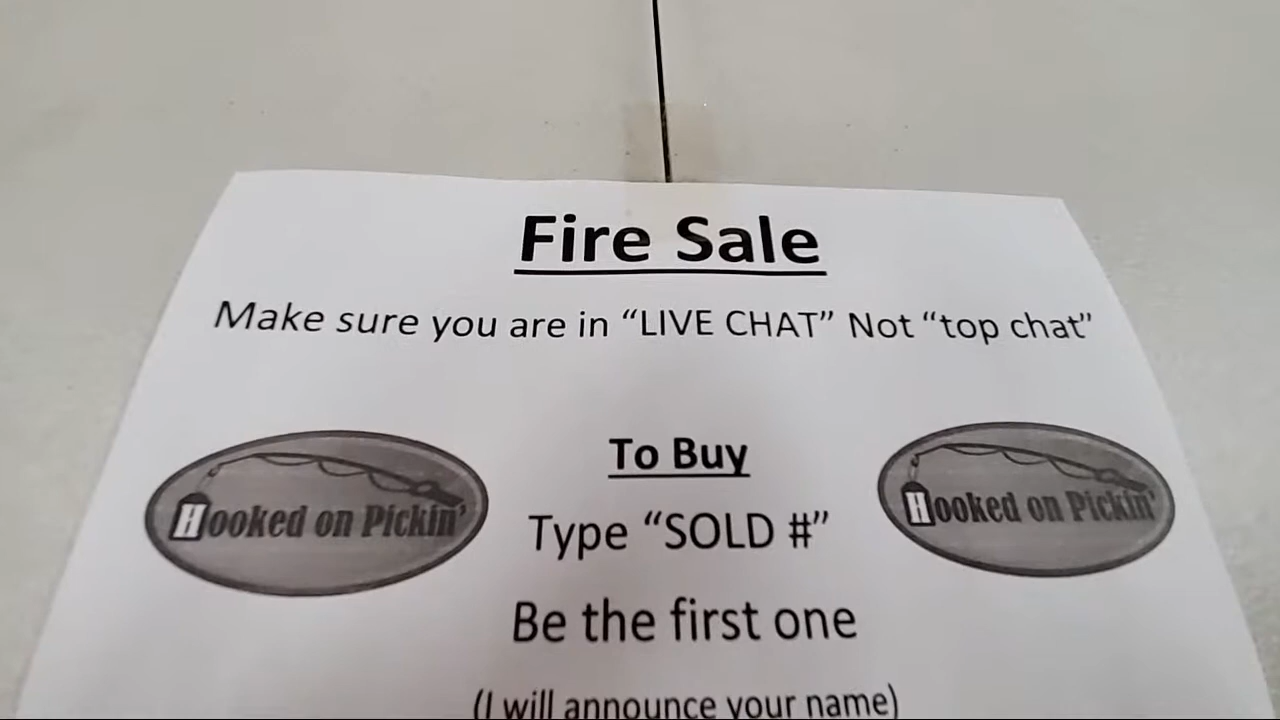 Fire Sale
Make sure you are in “LIVE CHAT” Not “top chat”
To Buy
Hooked on Pickin'
Hooked on Pickin'
Type “SOLD #”
Be the first one
(I will announce your name)